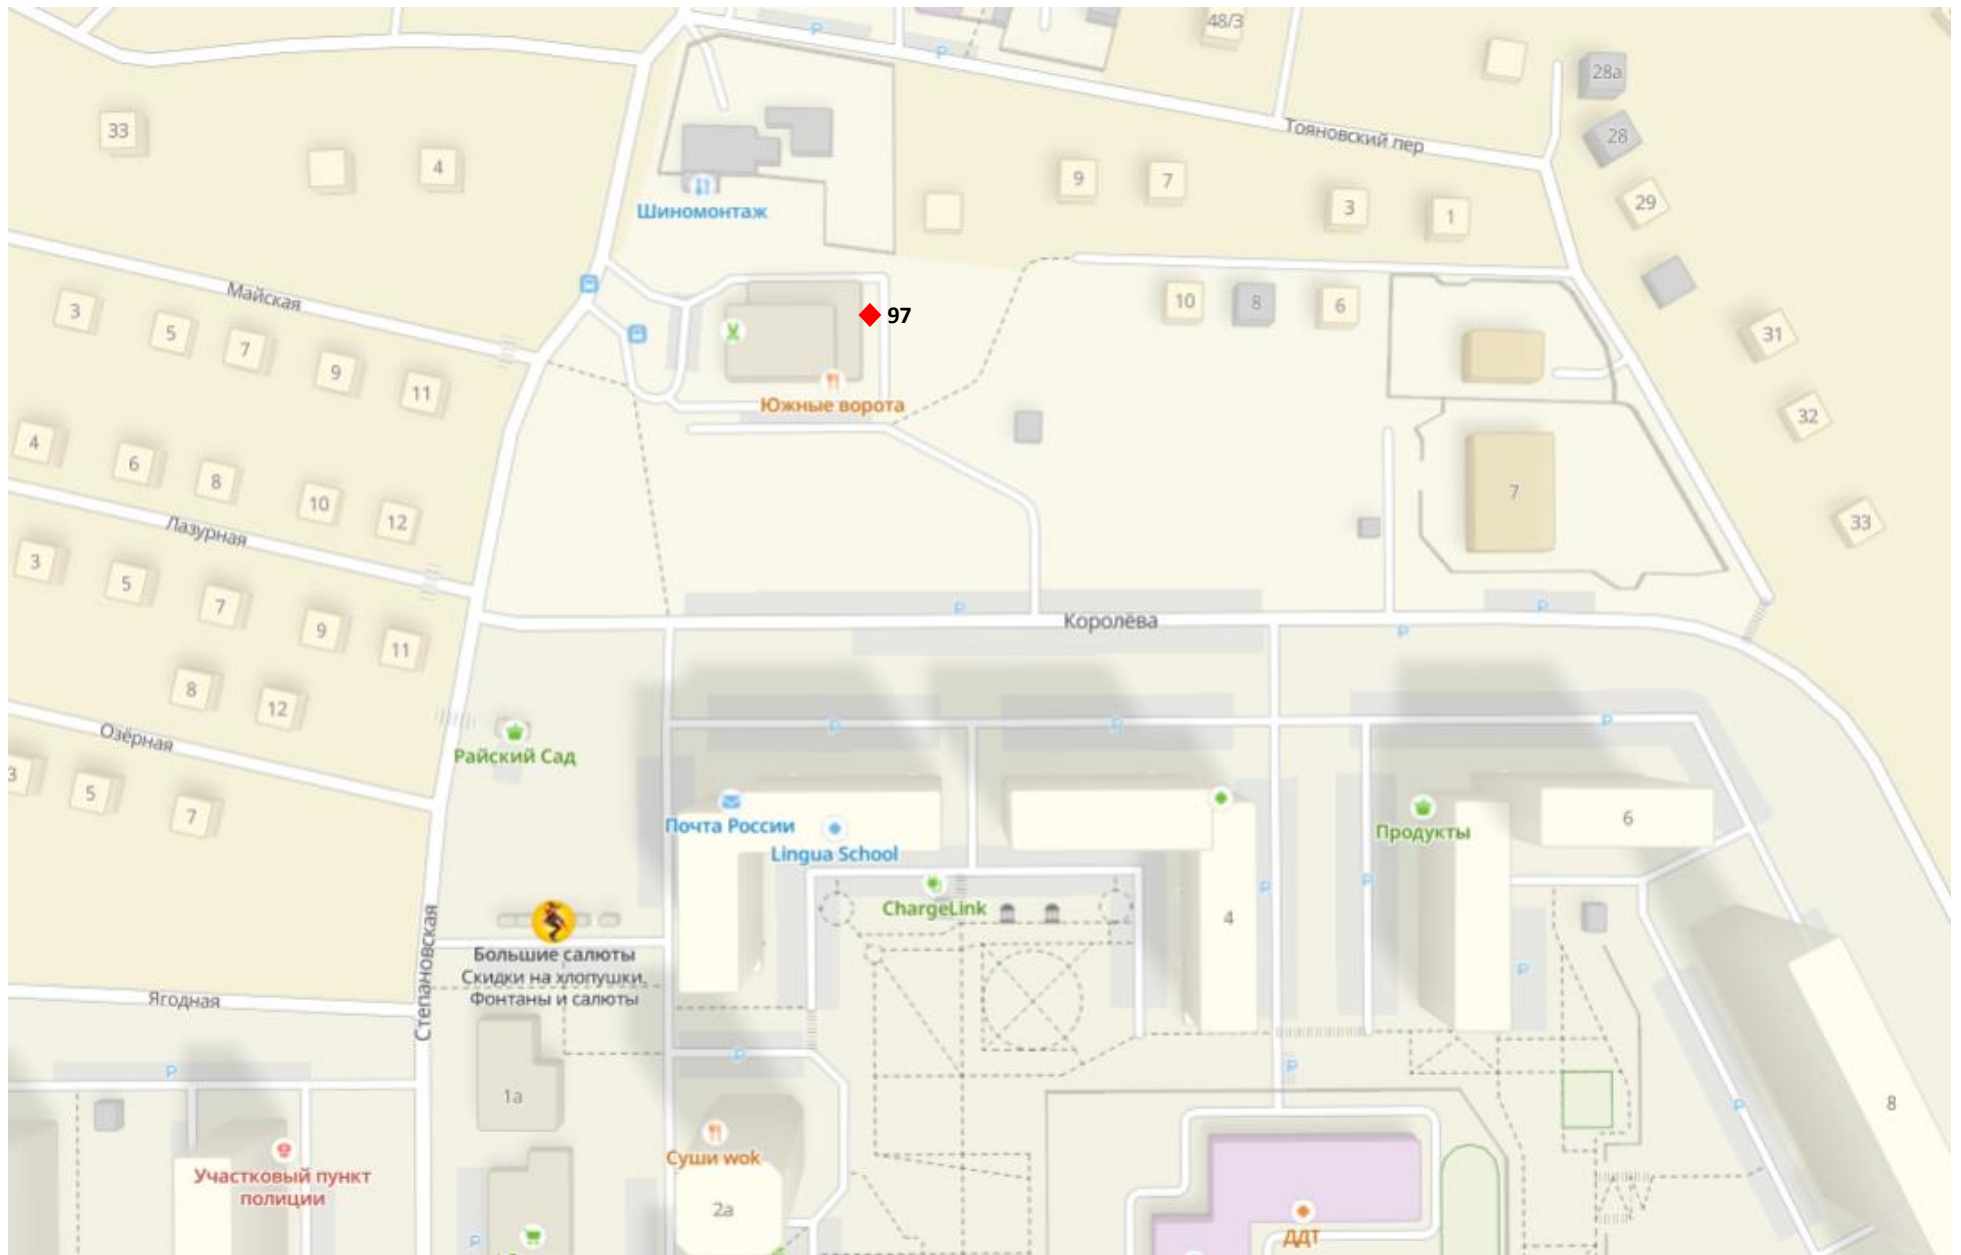 48/3
28а
28
Тояновский пер
33
4
Шиномонтаж
9
7
3
1
29
Майская
3
5
7
9
11
97
10
8
6
31
32
33
Южные ворота
7
4
6
8
10
12
Лазурная
3
5
7
9
11
Королёва
8
12
Озёрная
Райский Сад
3
5
7
Почта России
Lingua School
Продукты
6
ChargeLink
4
Большие салюты
Скидки на хлопушки,
Фонтаны и салюты
Степановская
Ягодная
1а
8
Участковый пункт
полиции
Суши wok
2а
ДДТ